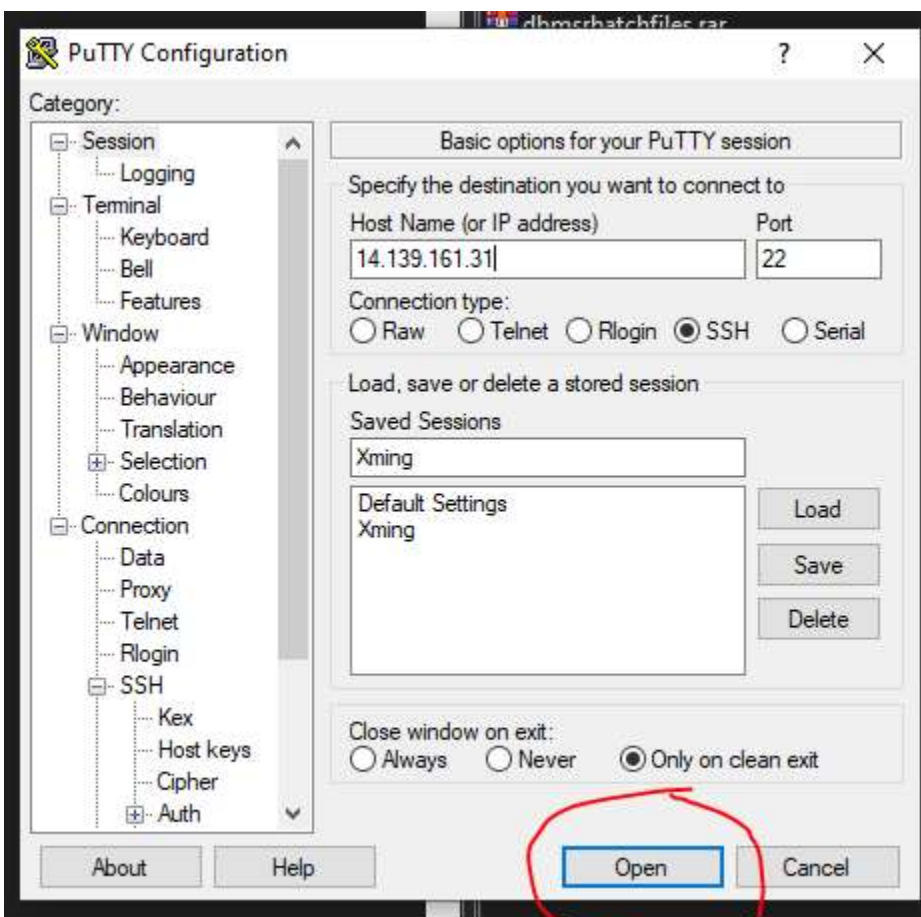 dbmsrbatchfiles.rar
PuTTY Configuration
?
Category:
Session
Logging
Terminal
Keyboard
Bell
Features
Window
Appearance
Behaviour
Translation
Selection
Colours
Connection
Data
Proxy
Telnet
Rlogin
SSH
Kex
Host keys
Cipher
Auth
Basic options for your PuTTY session
Specify the destination you want to connect to
Host Name (or IP address) Port
14.139.161.31 22
Connection type:
Raw Telnet Rlogin SSH Serial
Load, save or delete a stored session
Saved Sessions
Xming
Default Settings
Xming
Load
Save
Delete
Close window on exit:
Always Never Only on clean exit
About Help Open Cancel